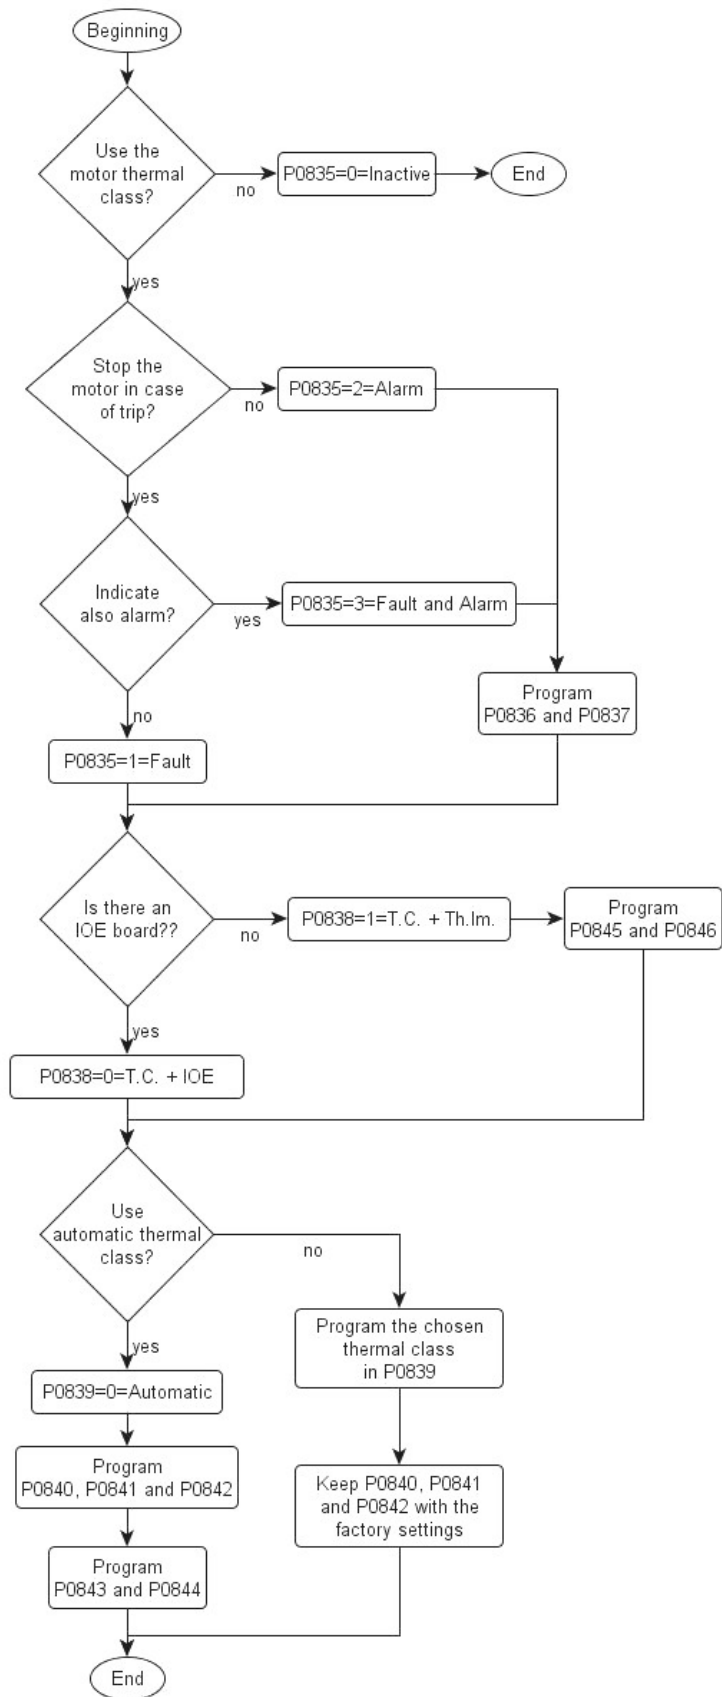 Beginning
Use the
motor thermal
class?
no
P0835=0=Inactive
End
yes
Stop the
motor in case
of trip?
no
P0835=2=Alarm
yes
Indicate
also alarm?
yes
P0835=3=Fault and Alarm
Program
P0836 and P0837
no
P0835=1=Fault
Is there an
IOE board??
no
P0838=1=T.C. + Th.Im.
Program
P0845 and P0846
yes
P0838=0=T.C. + IOE
Use
automatic thermal
class?
no
Program the chosen
thermal class
in P0839
yes
P0839=0=Automatic
Program
P0840, P0841 and P0842
Keep P0840, P0841
and P0842 with the
factory settings
Program
P0843 and P0844
End